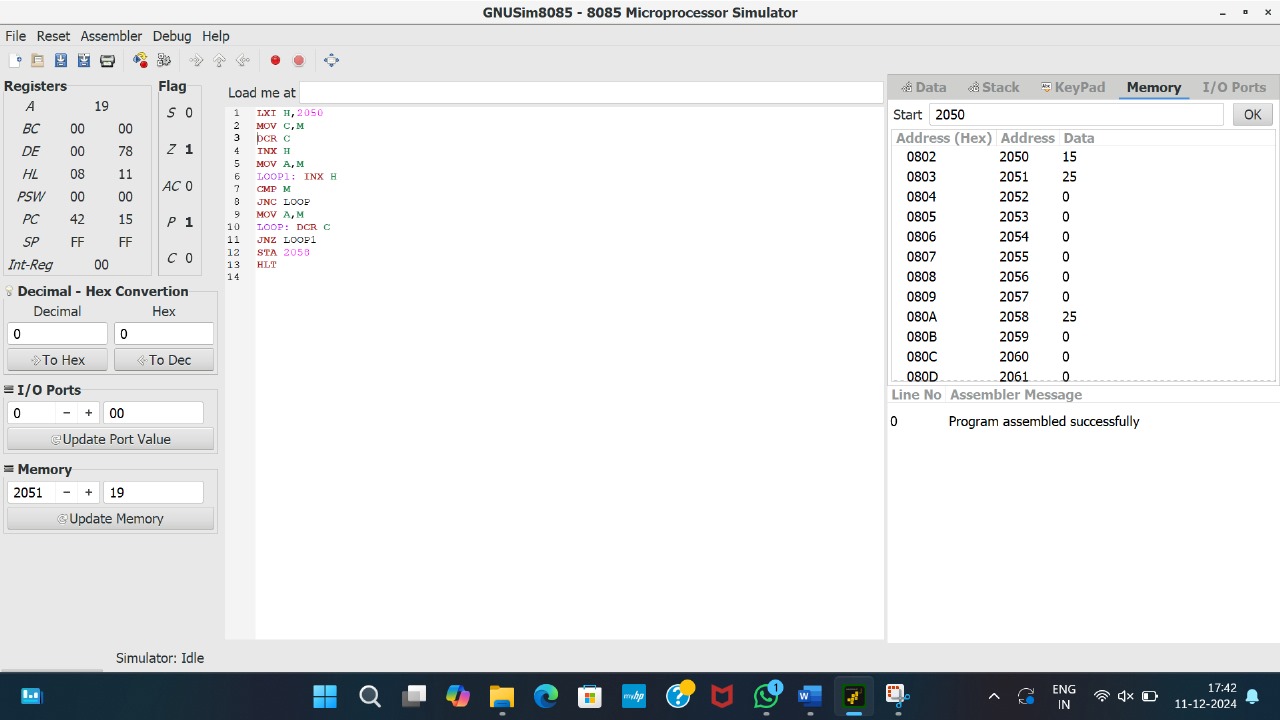 GNUSim8085 - 8085 Microprocessor Simulator
File Reset Assembler Debug Help
Registers
A 19
BC 00 00
DE 00 78
HL 08 11
PSW 00 00
PC 42 15
SP FF FF
Int-Reg 00
Flag
S 0
Z 1
AC 0
P 1
C 0
Decimal - Hex Convertion
Decimal Hex
0 0
To Hex To Dec
I/O Ports
0 - + 00
Update Port Value
Memory
2051 - + 19
Update Memory
Load me at
1 LXI H,2050
2 MOV C,M
3 DCR C
4 INX H
5 MOV A,M
6 LOOP1: INX H
7 CMP M
8 JNC LOOP
9 MOV A,M
10 LOOP: DCR C
11 JNZ LOOP1
12 STA 2058
13 HLT
14
Data Stack KeyPad Memory I/O Ports
Start 2050 OK
Address (Hex) Address Data
0802 2050 15
0803 2051 25
0804 2052 0
0805 2053 0
0806 2054 0
0807 2055 0
0808 2056 0
0809 2057 0
080A 2058 25
080B 2059 0
080C 2060 0
080D 2061 0
Line No Assembler Message
0 Program assembled successfully
Simulator: Idle
myhp
1
W
ENG
IN
17:42
11-12-2024